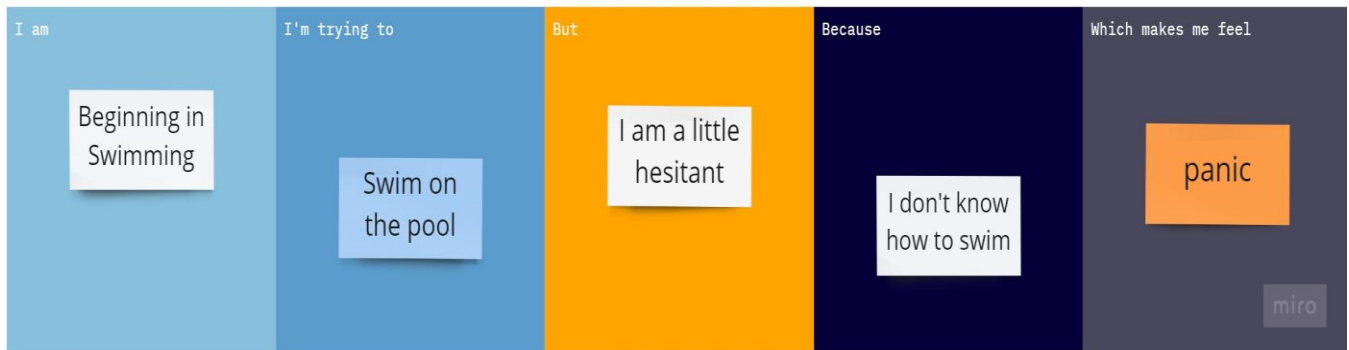 I am
Beginning in
Swimming
I'm trying to
Swim on
the pool
But
I am a little
hesitant
Because
I don't know
how to swim
Which makes me feel
panic
miro